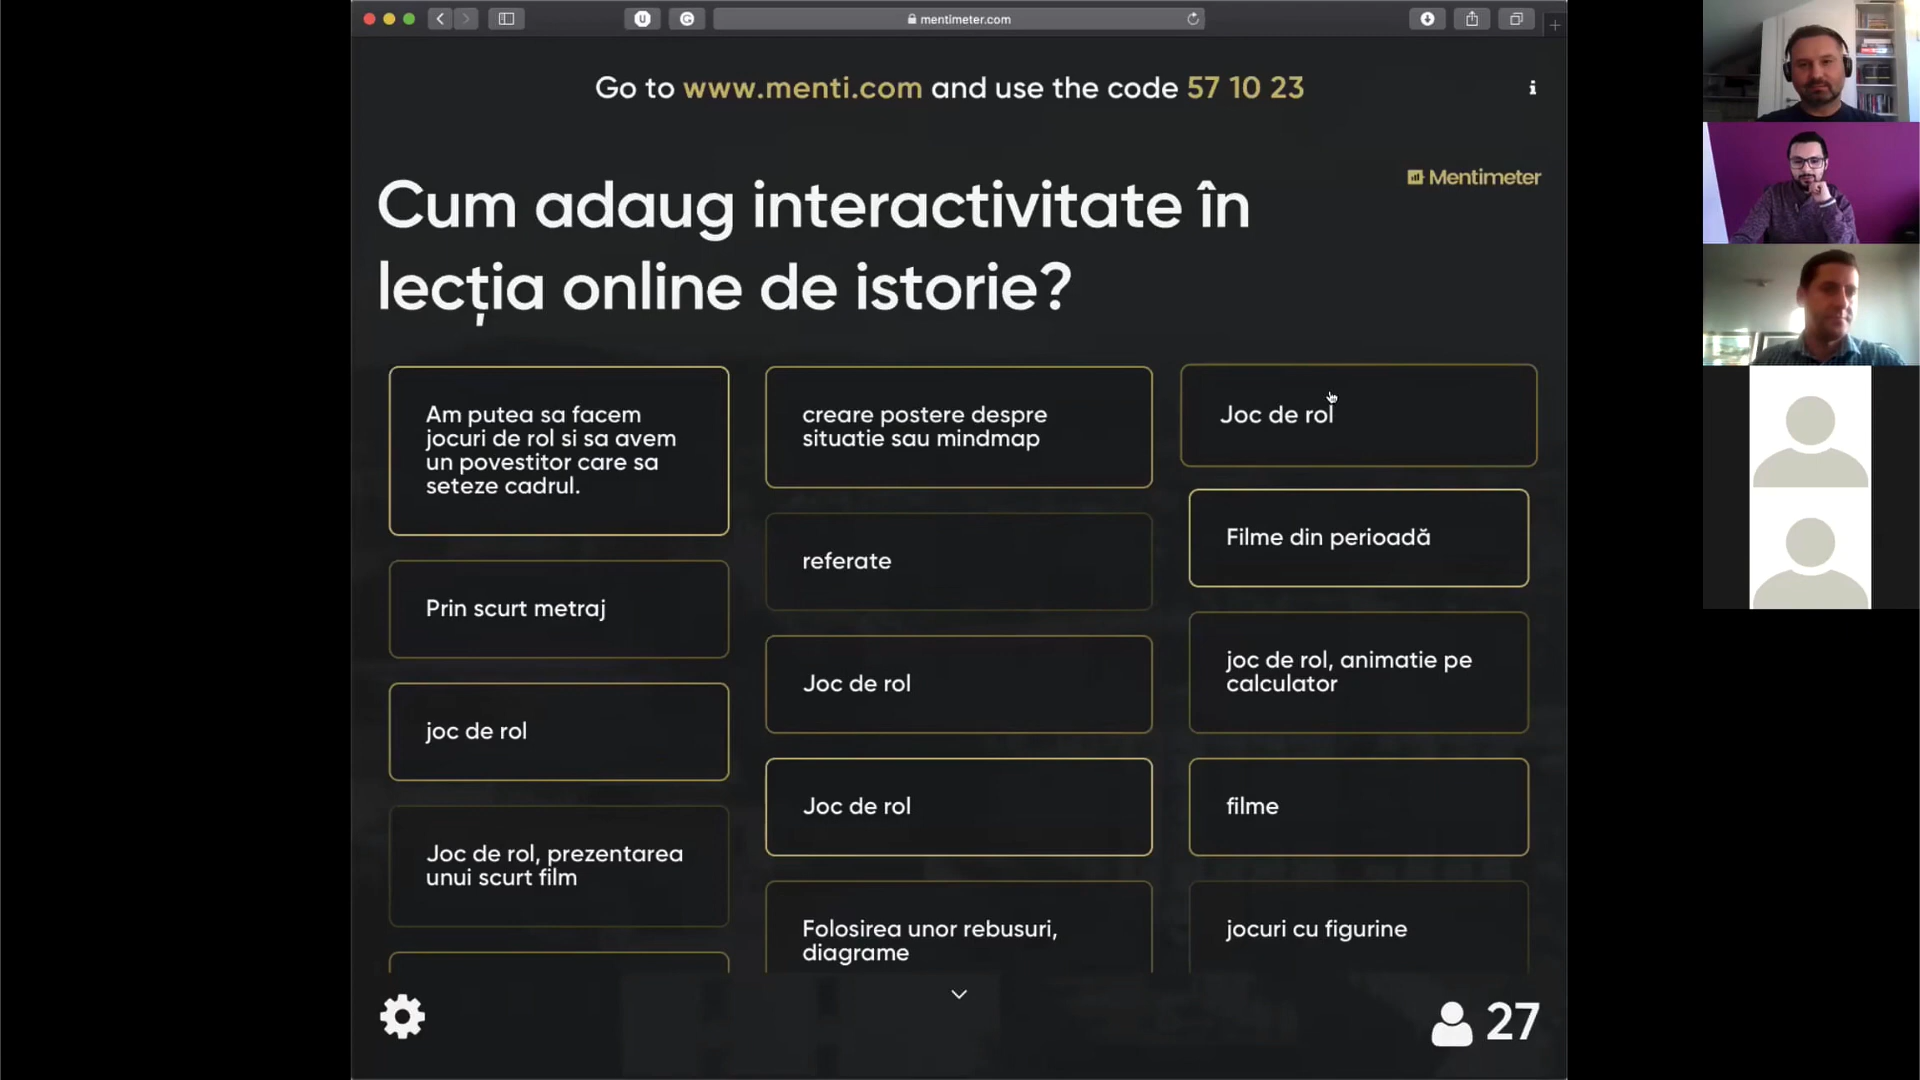 mentimeter.com
Go to www.menti.com and use the code 57 10 23
Mentimeter
Cum adaug interactivitate în
lecția online de istorie?
Am putea sa facem
jocuri de rol si sa avem
un povestitor care sa
seteze cadrul.
Prin scurt metraj
joc de rol
Joc de rol, prezentarea
unui scurt film
creare postere despre
situatie sau mindmap
referate
Joc de rol
Joc de rol
Folosirea unor rebusuri,
diagrame
Joc de rol
Filme din perioadă
joc de rol, animatie pe
calculator
filme
jocuri cu figurine
27